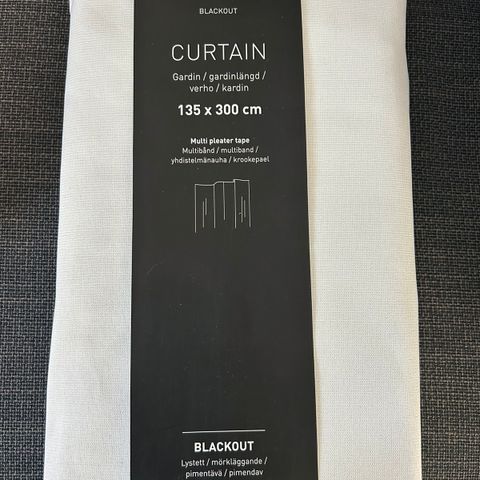 BLACKOUT
CURTAIN
Gardin / gardinlängd /
verho / kardin
135 x 300 cm
Multi pleater tape
Multibånd / multiband /
yhdistelmänauha / krookepael
BLACKOUT
Lystett / mörkläggande /
pimentävä / pimendav